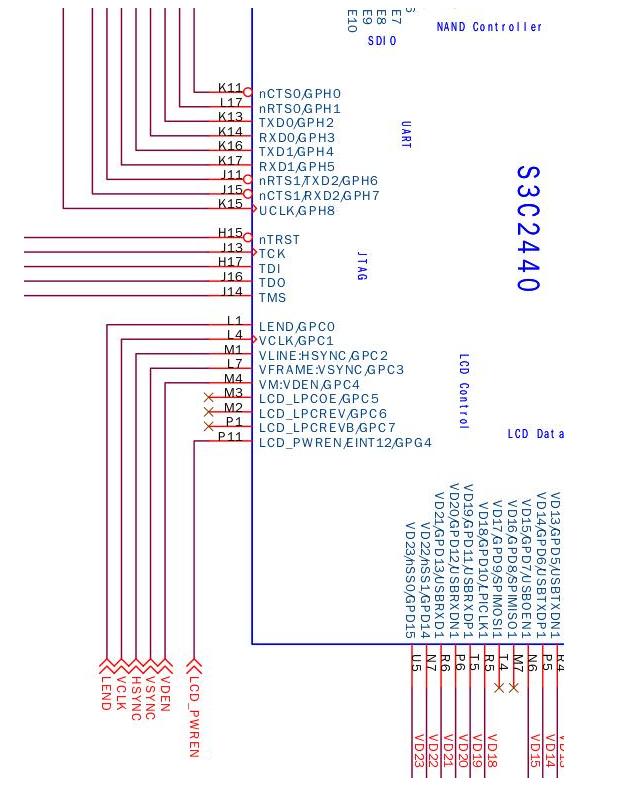 E10
E9
E8
E7
SDIO
NAND Controller
K11 nCTS0/GPH0
L17 nRTS0/GPH1
K13 TXD0/GPH2
K14 RXD0/GPH3
K16 TXD1/GPH4
K17 RXD1/GPH5
J11 nRTS1/TXD2/GPH6
J15 nCTS1/RXD2/GPH7
K15 UCLK/GPH8
UART
S3C2440
H15 nTRST
J13 TCK
H17 TDI
J16 TDO
J14 TMS
JTAG
L1 LEND/GPC0
L4 VCLK/GPC1
M1 VLINE:HSYNC/GPC2
L7 VFRAME:VSYNC/GPC3
M4 VM:VDEN/GPC4
M3 LCD_LPCOE/GPC5
M2 LCD_LPCREV/GPC6
P1 LCD_LPCREVB/GPC7
P11 LCD_PWREN/EINT12/GPG4
LCD Control
LCD Data
VD23/nSS0/GPD15
VD22/nSS1/GPD14
VD21/GPD13/USBRXD1
VD20/GPD12/USBRXDN1
VD19/GPD11/USBRXDP1
VD18/GPD10/LPICLK1
VD17/GPD9/SPIMOSI1
VD16/GPD8/SPIMISO1
VD15/GPD7/USBOEN1
VD14/GPD6/USBTXDP1
VD13/GPD5/USBTXDN1
U5
N7
R6
P6
T5
R5
T4
M7
N6
P5
R4
LEND
VCLK
HSYNC
VSYNC
VDEN
LCD_PWREN
VD23
VD22
VD21
VD20
VD19
VD18
VD15
VD14